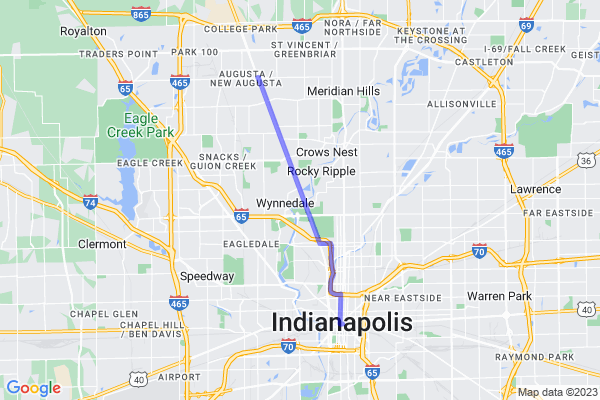 865
465
Royalton
COLLEGE PARK
NORA / FAR
NORTHSIDE
KEYSTONE AT
THE CROSSING
69
I-69/FALL CREEK
TRADERS POINT
PARK 100
ST VINCENT /
GREENBRIAR
465
CASTLETON
GEIST
AUGUSTA /
NEW AUGUSTA
65
465
Meridian Hills
ALLISONVILLE
Eagle
Creek Park
Crows Nest
465
36
EAGLE CREEK
SNACKS /
GUION CREEK
Rocky Ripple
Lawrence
74
Wynnedale
65
FAR EASTSIDE
Clermont
EAGLEDALE
70
Speedway
465
NEAR EASTSIDE
Warren Park
CHAPEL GLEN
Indianapolis
40
CHAPEL HILL
/ BEN DAVIS
70
RAYMOND PARK
40
AIRPORT
65
Google
Map data ©2023